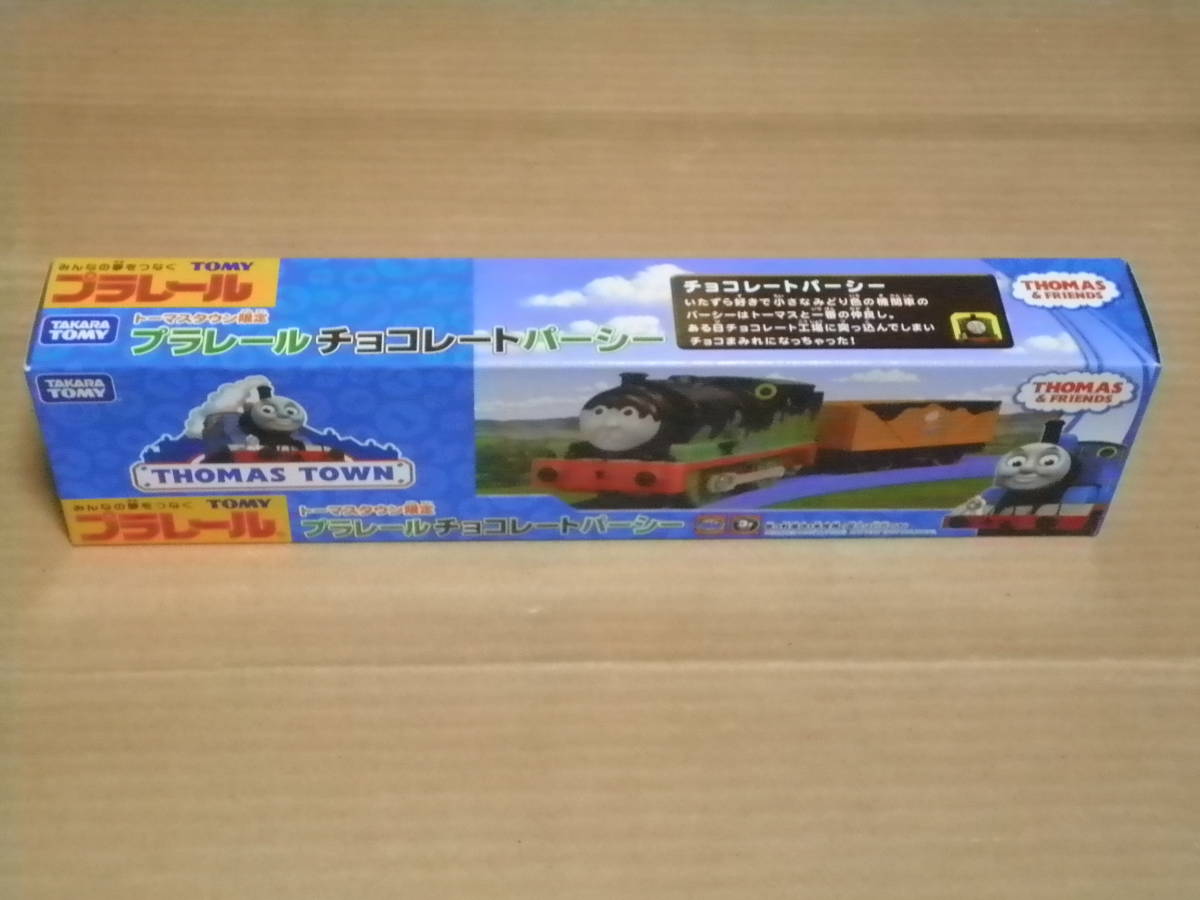 みんなの夢をつなぐ TOMY
プラレール
TAKARA TOMY
トーマスタウン限定
プラレール チョコレートパーシー
チョコレートパーシー
いたずら好きで小さなみどり色の機関車の
パーシーはトーマスと一番の仲良し。
ある日チョコレート工場に突っ込んでしまい
チョコまみれになっちゃった!
THOMAS
& FRIENDS
TAKARA TOMY
THOMAS TOWN
THOMAS
& FRIENDS
みんなの夢をつなぐ TOMY
プラレール
トーマスタウン限定
プラレール チョコレートパーシー